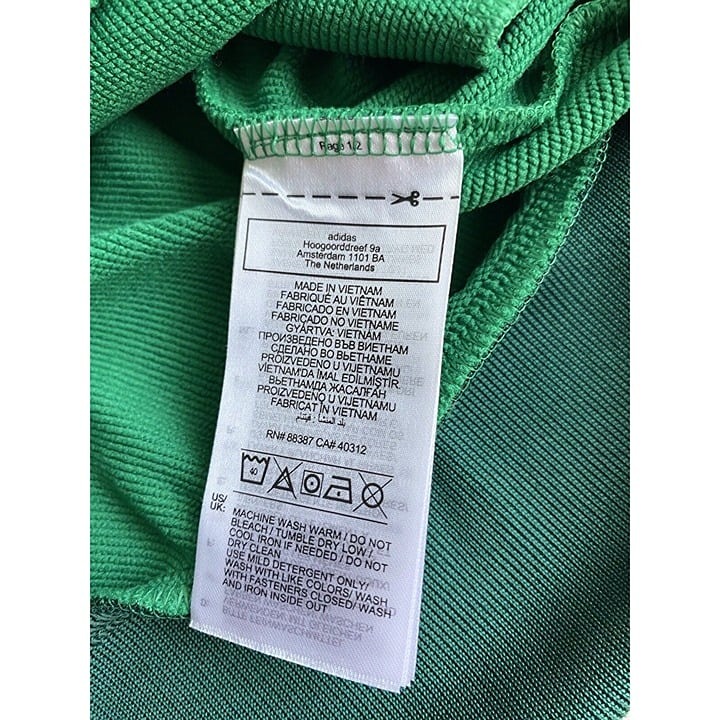 Page 1/2
adidas
Hoogoorddreef 9a
Amsterdam 1101 BA
The Netherlands
MADE IN VIETNAM
FABRIQUÉ AU VIÊTNAM
FABRICADO EN VIETNAM
FABRICADO NO VIETNAME
GYÁRTVA: VIETNÁM
ПРОИЗВЕДЕНО ВЪВ ВИЕТНАМ
СДЕЛАНО ВО ВЬЕТНАМЕ
PROIZVEDENO U VIJETNAMU
VIETNAM'DA İMAL EDİLMİŞTİR.
ВЬЕТНАМДА ЖАСАЛҒАН
PROIZVEDENO U VIJETNAMU
FABRICAT ÎN VIETNAM
بلد المنشأ: فيتنام
RN# 88387 CA# 40312
40
US/
UK:
MACHINE WASH WARM / DO NOT
BLEACH / TUMBLE DRY LOW /
COOL IRON IF NEEDED / DO NOT
DRY CLEAN
USE MILD DETERGENT ONLY/
WASH WITH LIKE COLORS/ WASH
WITH FASTENERS CLOSED/ WASH
AND IRON INSIDE OUT